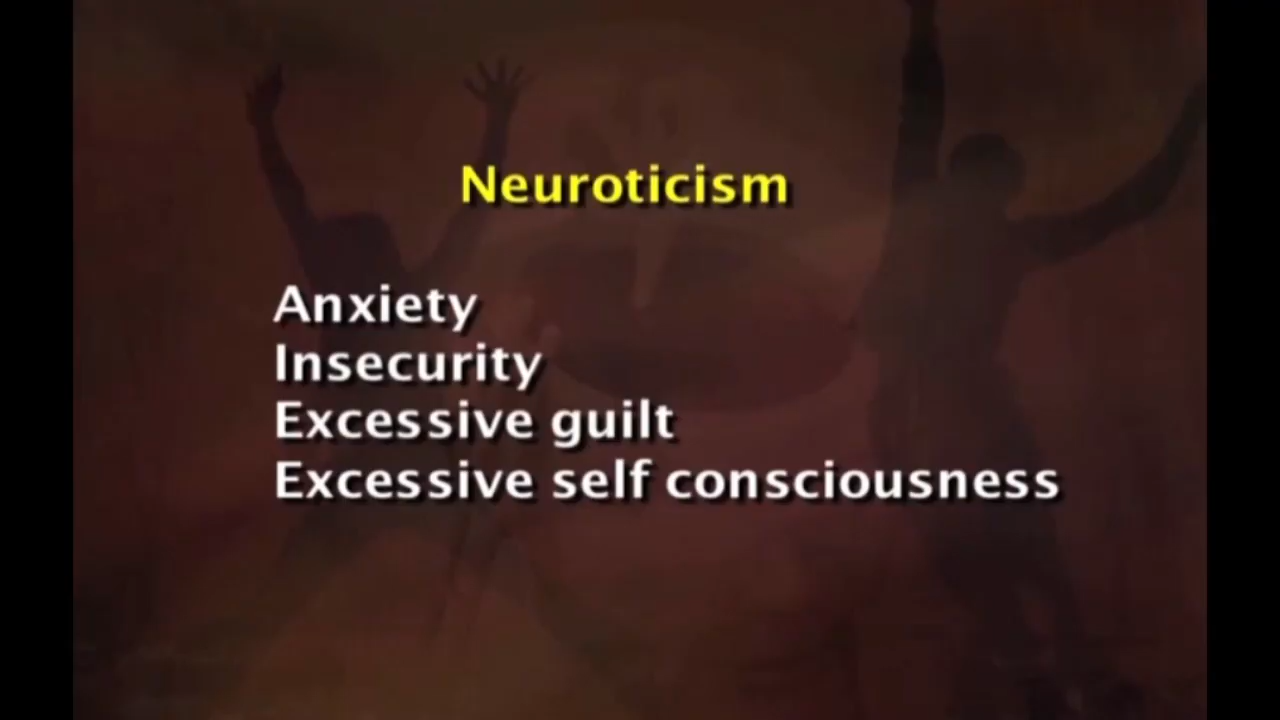 Neuroticism
Anxiety
Insecurity
Excessive guilt
Excessive self consciousness